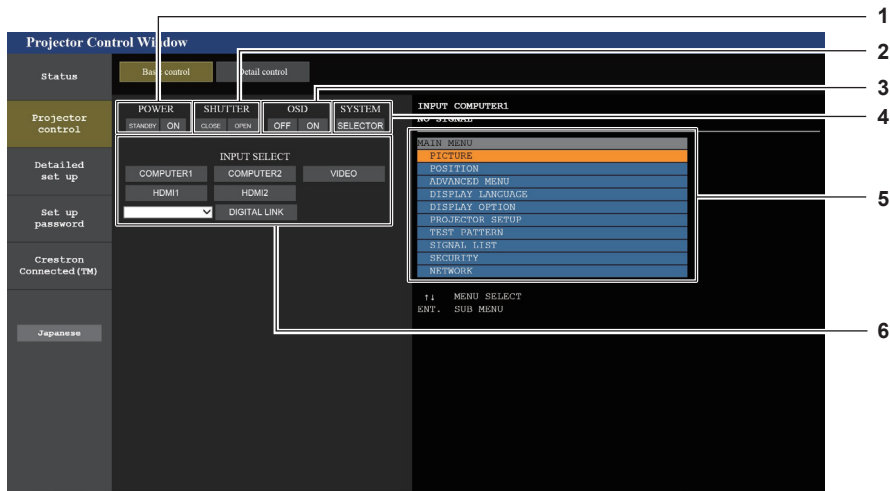 1
Projector Control Window
2
Status
Basic control
Detail control
3
POWER
SHUTTER
OSD
SYSTEM
STANDBY ON
CLOSE OPEN
OFF ON
SELECTOR
4
INPUT COMPUTER1
NO SIGNAL
Projector
control
MAIN MENU
PICTURE
POSITION
ADVANCED MENU
DISPLAY LANGUAGE
DISPLAY OPTION
PROJECTOR SETUP
TEST PATTERN
SIGNAL LIST
SECURITY
NETWORK
5
INPUT SELECT
COMPUTER1 COMPUTER2 VIDEO
HDMI1 HDMI2
DIGITAL LINK
Detailed
set up
Set up
password
Crestron
Connected(TM)
↑↓ MENU SELECT
ENT. SUB MENU
6
Japanese